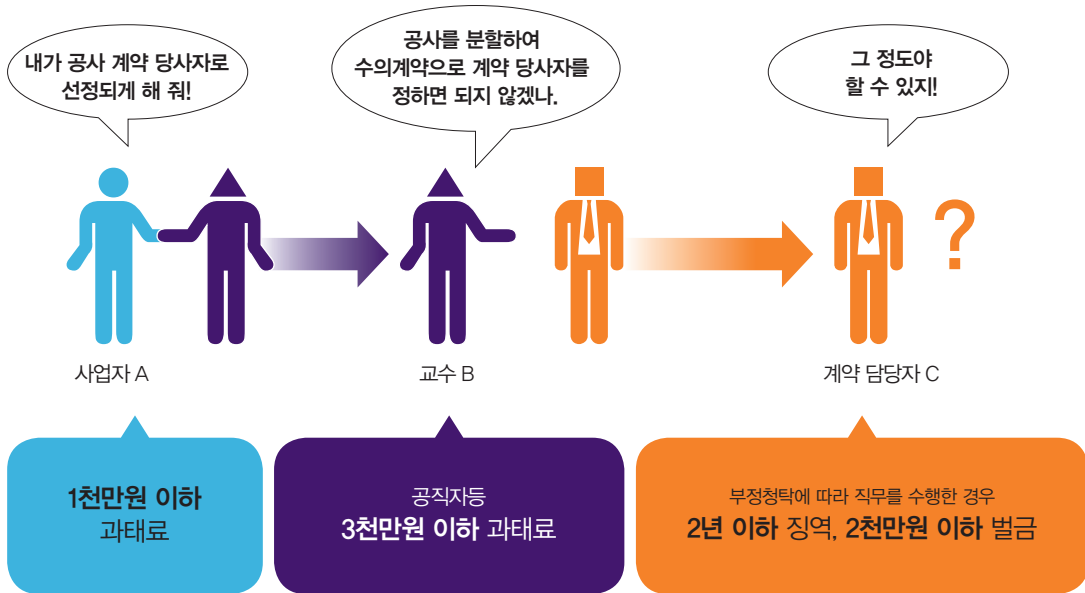 내가 공사 계약 당사자로
선정되게 해 줘!
공사를 분할하여
수의계약으로 계약 당사자를
정하면 되지 않겠나.
그 정도야
할 수 있지!
?
사업자 A
교수 B
계약 담당자 C
1천만원 이하
과태료
공직자등
3천만원 이하 과태료
부정청탁에 따라 직무를 수행한 경우
2년 이하 징역, 2천만원 이하 벌금